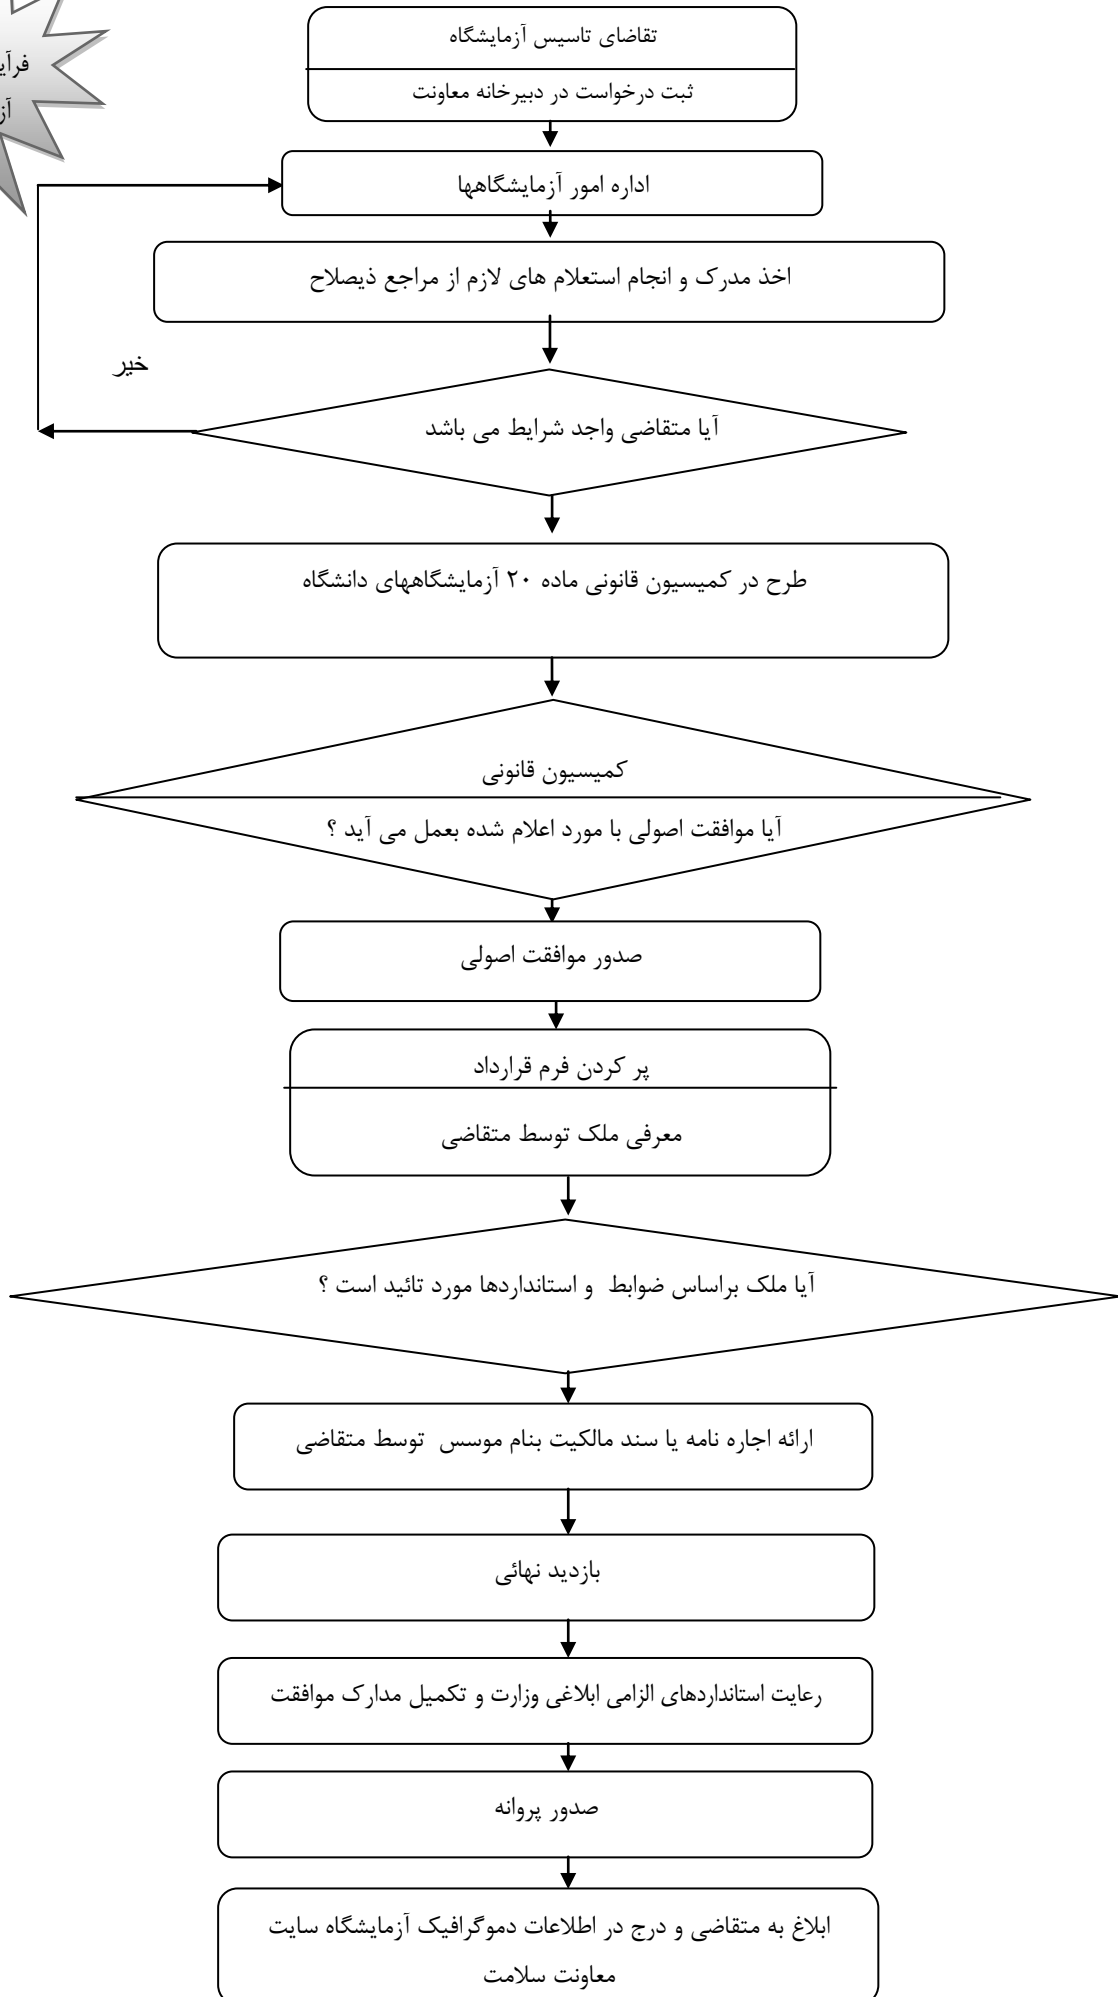 تقاضای تاسیس آزمایشگاه
ثبت درخواست در دبیرخانه معاونت
اداره امور آزمایشگاهها
اخذ مدرک و انجام استعلام های لازم از مراجع ذیصلاح
خیر
آیا متقاضی واجد شرایط می باشد
طرح در کمیسیون قانونی ماده ۲۰ آزمایشگاههای دانشگاه
کمیسیون قانونی
آیا موافقت اصولی با مورد اعلام شده بعمل می آید ؟
صدور موافقت اصولی
پر کردن فرم قرارداد
معرفی ملک توسط متقاضی
آیا ملک براساس ضوابط و استانداردها مورد تائید است ؟
ارائه اجاره نامه یا سند مالکیت بنام موسس توسط متقاضی
بازدید نهائی
رعایت استانداردهای الزامی ابلاغی وزارت و تکمیل مدارک موافقت
صدور پروانه
ابلاغ به متقاضی و درج در اطلاعات دموگرافیک آزمایشگاه سایت
معاونت سلامت